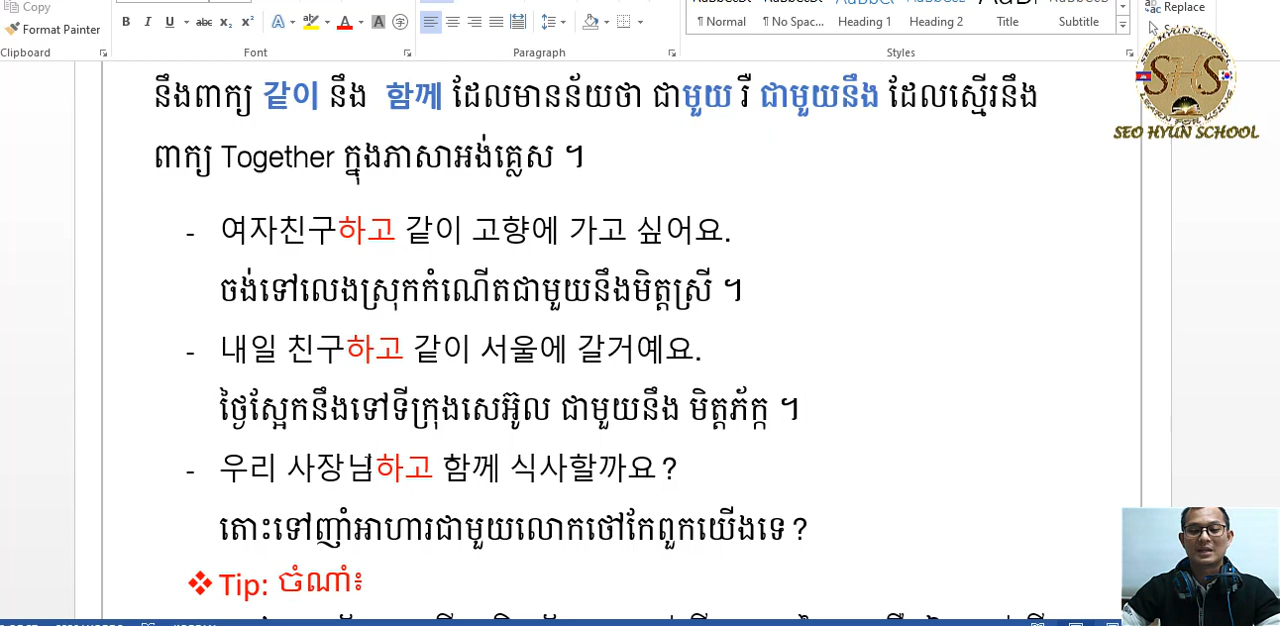 Copy
Format Painter
Clipboard
B I U abc x₂ x²
Font
Paragraph
¶ Normal ¶ No Spac... Heading 1 Heading 2 Title Subtitle
Styles
Replace
SHS
SEO HYUN SCHOOL
នឹងពាក្យ 같이 នឹង 함께 ដែលមានន័យថា ជាមួយ រឺ ជាមួយនឹង ដែលស្មើរនឹង
ពាក្យ Together ក្នុងភាសាអង់គ្លេស ។
- 여자친구하고 같이 고향에 가고 싶어요.
ចង់ទៅលេងស្រុកកំណើតជាមួយនឹងមិត្តស្រី ។
- 내일 친구하고 같이 서울에 갈거예요.
ថ្ងៃស្អែកនឹងទៅទីក្រុងសេអ៊ូល ជាមួយនឹង មិត្តភ័ក្ក ។
- 우리 사장님하고 함께 식사할까요?
តោះទៅញ៉ាំអាហារជាមួយលោកថៅកែពួកយើងទេ?
❖ Tip: ចំណាំ៖